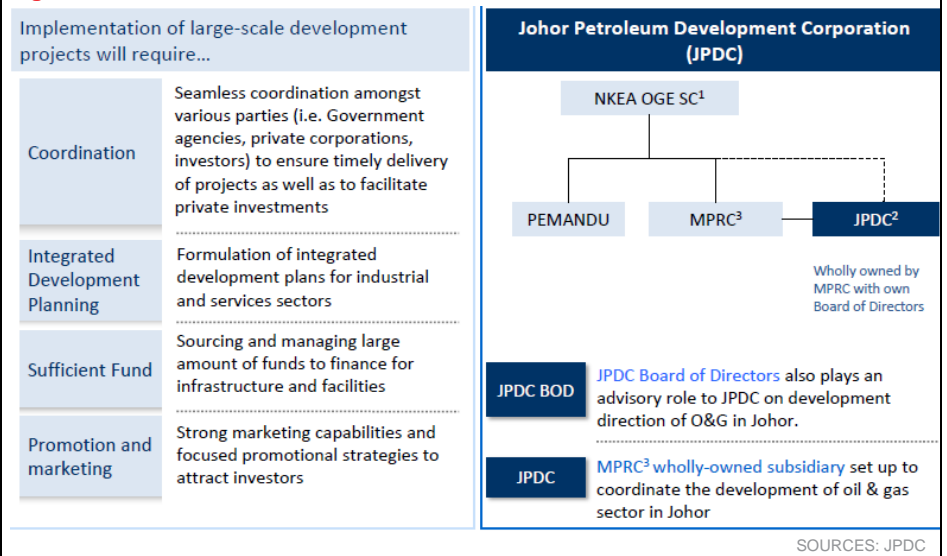 Implementation of large-scale development
projects will require…
Coordination
Seamless coordination amongst
various parties (i.e. Government
agencies, private corporations,
investors) to ensure timely delivery
of projects as well as to facilitate
private investments
Integrated
Development
Planning
Formulation of integrated
development plans for industrial
and services sectors
Sufficient Fund
Sourcing and managing large
amount of funds to finance for
infrastructure and facilities
Promotion and
marketing
Strong marketing capabilities and
focused promotional strategies to
attract investors
Johor Petroleum Development Corporation
(JPDC)
NKEA OGE SC¹
PEMANDU
MPRC³
JPDC²
Wholly owned by
MPRC with own
Board of Directors
JPDC BOD
JPDC Board of Directors also plays an
advisory role to JPDC on development
direction of O&G in Johor.
JPDC
MPRC³ wholly-owned subsidiary set up to
coordinate the development of oil & gas
sector in Johor
SOURCES: JPDC